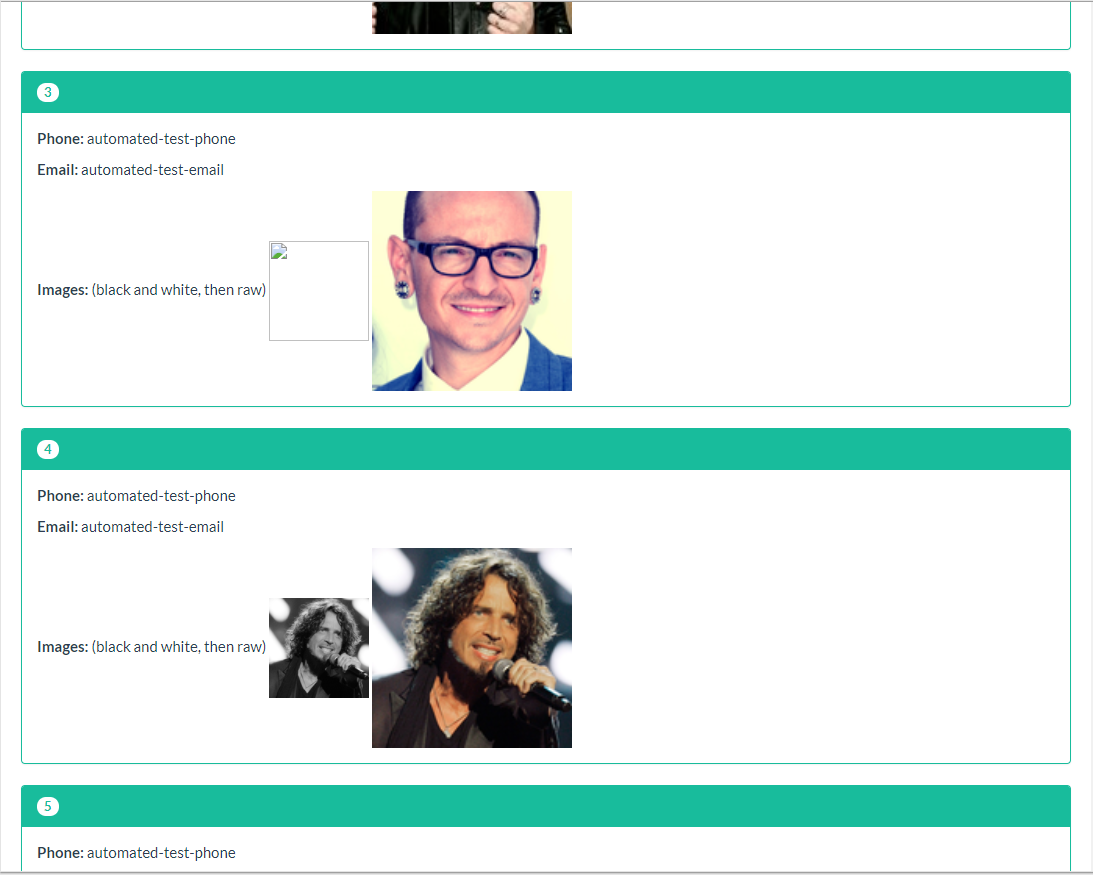 3
Phone: automated-test-phone
Email: automated-test-email
Images: (black and white, then raw)
4
Phone: automated-test-phone
Email: automated-test-email
Images: (black and white, then raw)
5
Phone: automated-test-phone